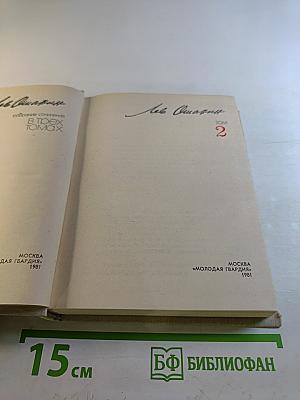 Лев Ошанин
собрание сочинений
в трех
томах
МОСКВА
ДАЯ ГВАРДИЯ»
1981
Лев Ошанин
ТОМ
2
МОСКВА
«МОЛОДАЯ ГВАРДИЯ»
1981
15 см
БФ БИБЛИОФАН